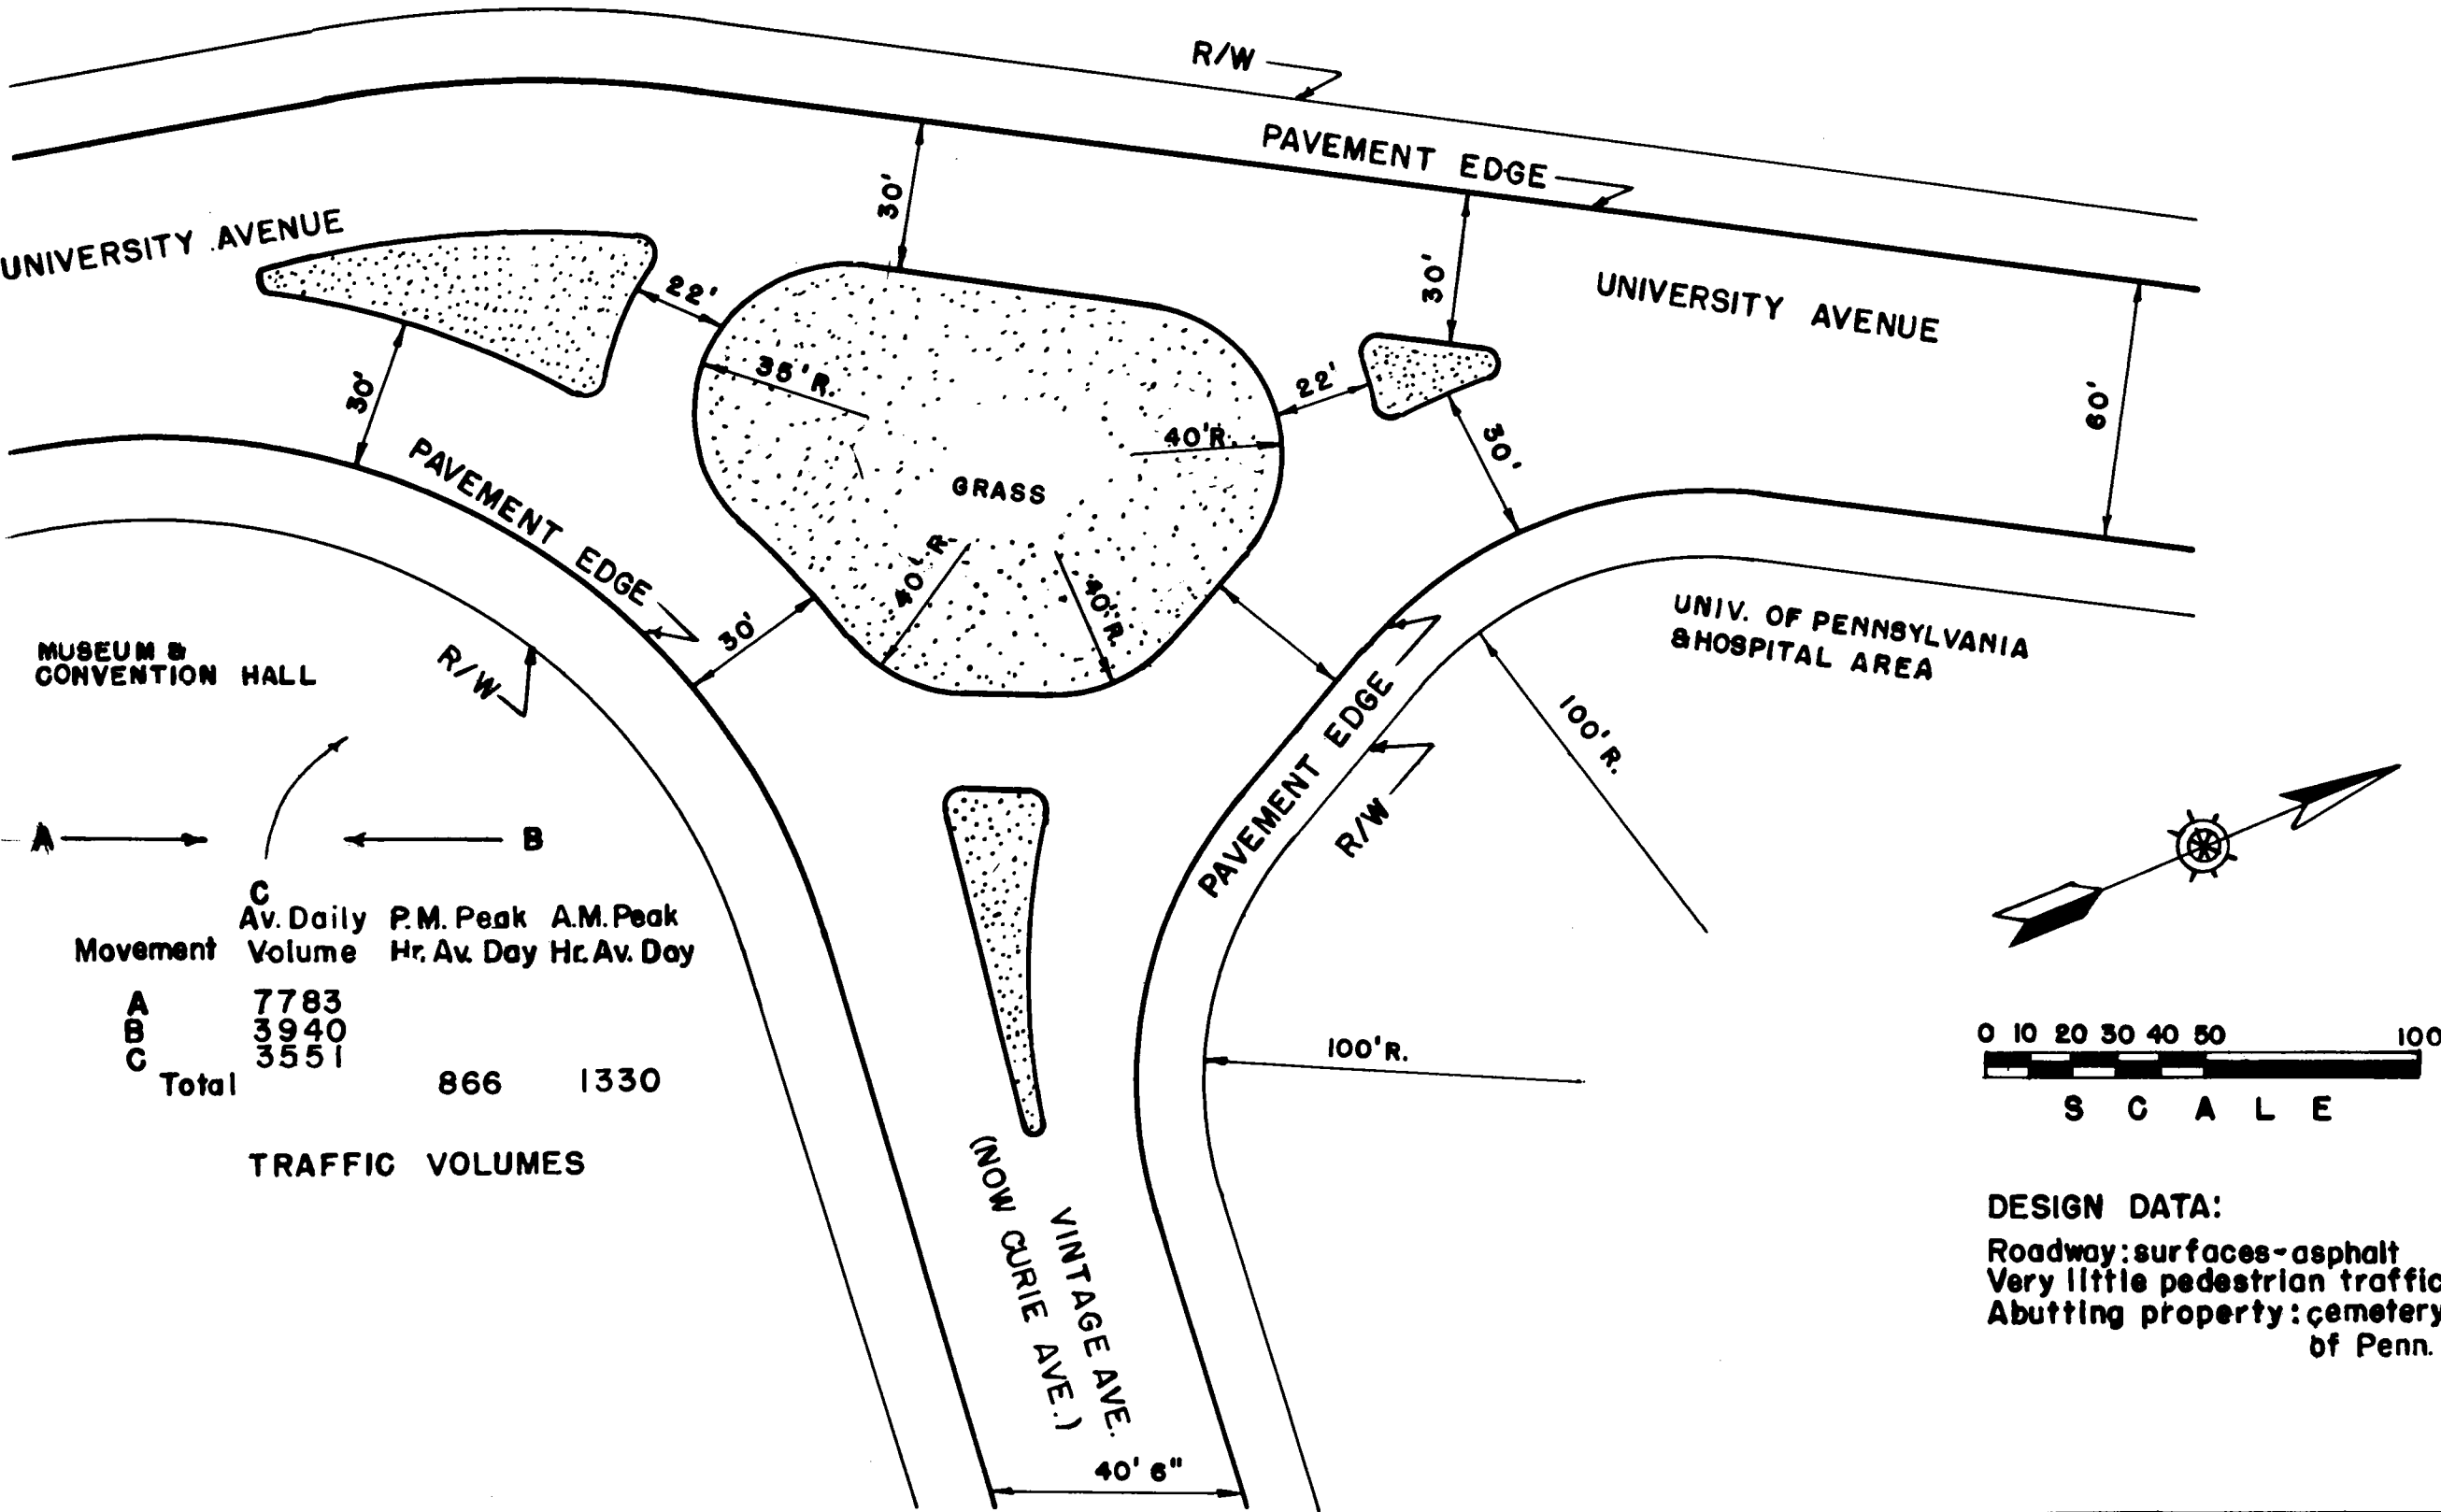 R/W
PAVEMENT EDGE
30'
UNIVERSITY AVENUE
22'
30'
UNIVERSITY AVENUE
35'R.
22'
30'
60'
40'R.
30'
PAVEMENT EDGE
GRASS
40'R.
40'R.
30'
UNIV. OF PENNSYLVANIA
& HOSPITAL AREA
MUSEUM &
CONVENTION HALL
R/W
100'R.
PAVEMENT EDGE
R/W
A
B
C
Av. Daily P.M. Peak A.M. Peak
Movement Volume Hr. Av. Day Hr. Av. Day
A 7783
B 3940
C 3551
Total 866 1330
TRAFFIC VOLUMES
100'R.
0 10 20 30 40 50 100
SCALE
VINTAGE AVE.
(NOW CURIE AVE.)
40' 6"
DESIGN DATA:
Roadway: surfaces-asphalt
Very little pedestrian traffic
Abutting property: cemetery
of Penn.